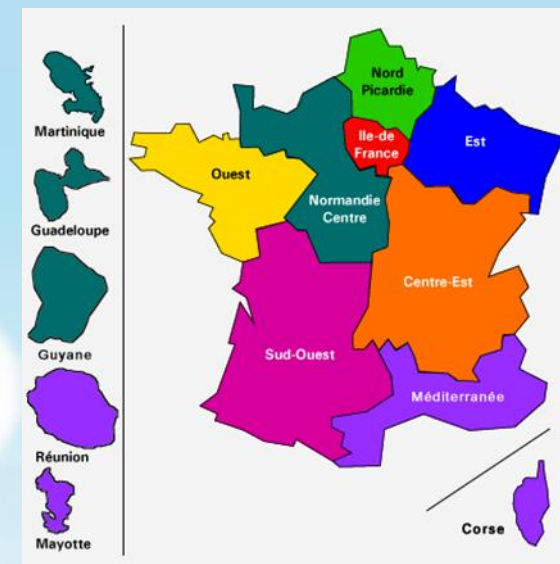 Martinique
Guadeloupe
Guyane
Réunion
Mayotte
Nord
Picardie
Ile-de
France
Est
Ouest
Normandie
Centre
Centre-Est
Sud-Ouest
Méditerranée
Corse